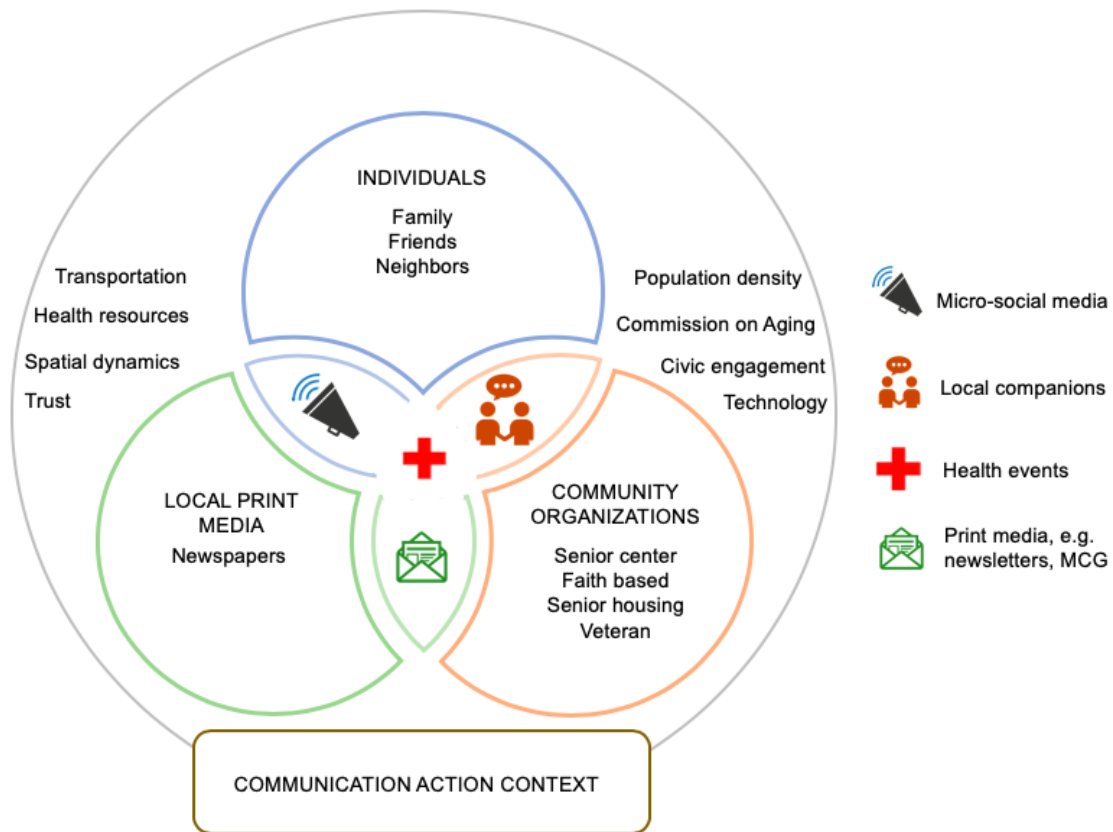 INDIVIDUALS
Family
Friends
Neighbors
Transportation
Health resources
Spatial dynamics
Trust
Population density
Commission on Aging
Civic engagement
Technology
LOCAL PRINT
MEDIA
Newspapers
COMMUNITY
ORGANIZATIONS
Senior center
Faith based
Senior housing
Veteran
COMMUNICATION ACTION CONTEXT
Micro-social media
Local companions
Health events
Print media, e.g.
newsletters, MCG